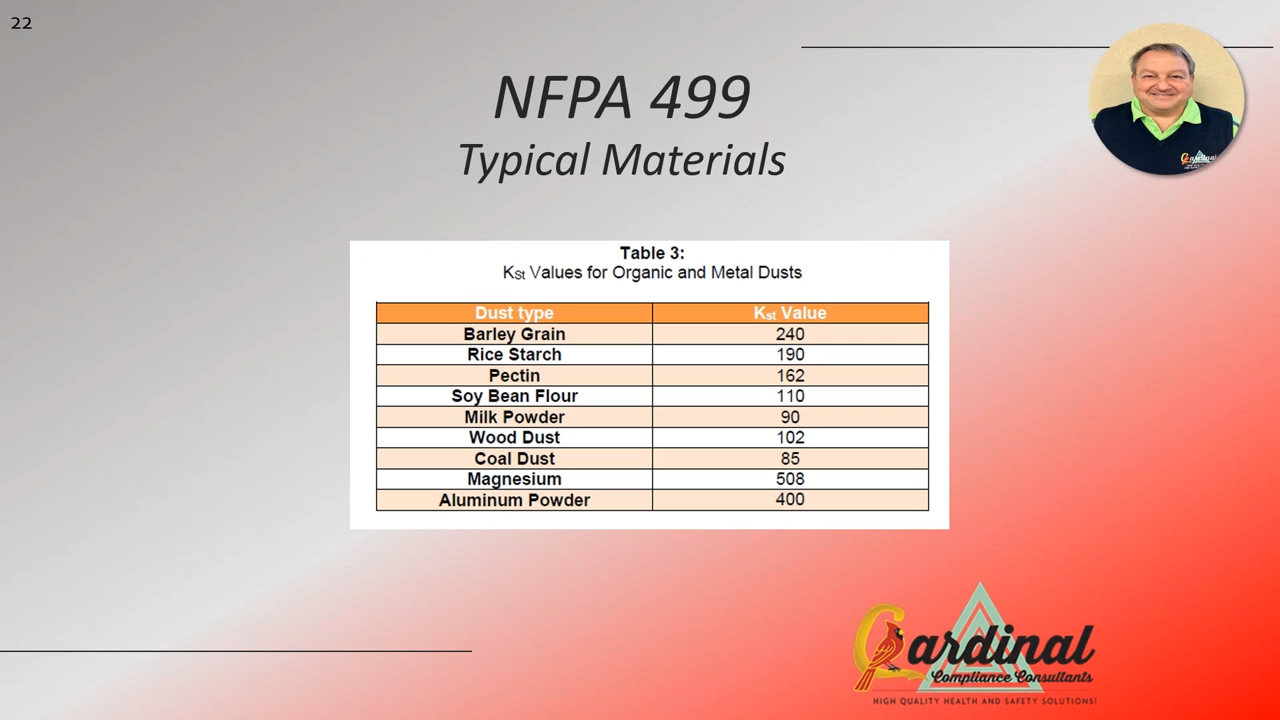 22
NFPA 499
Typical Materials
Table 3:
KSt Values for Organic and Metal Dusts
Dust type Kst Value
Barley Grain 240
Rice Starch 190
Pectin 162
Soy Bean Flour 110
Milk Powder 90
Wood Dust 102
Coal Dust 85
Magnesium 508
Aluminum Powder 400
Cardinal
Cardinal
Compliance Consultants
HIGH QUALITY HEALTH AND SAFETY SOLUTIONS!